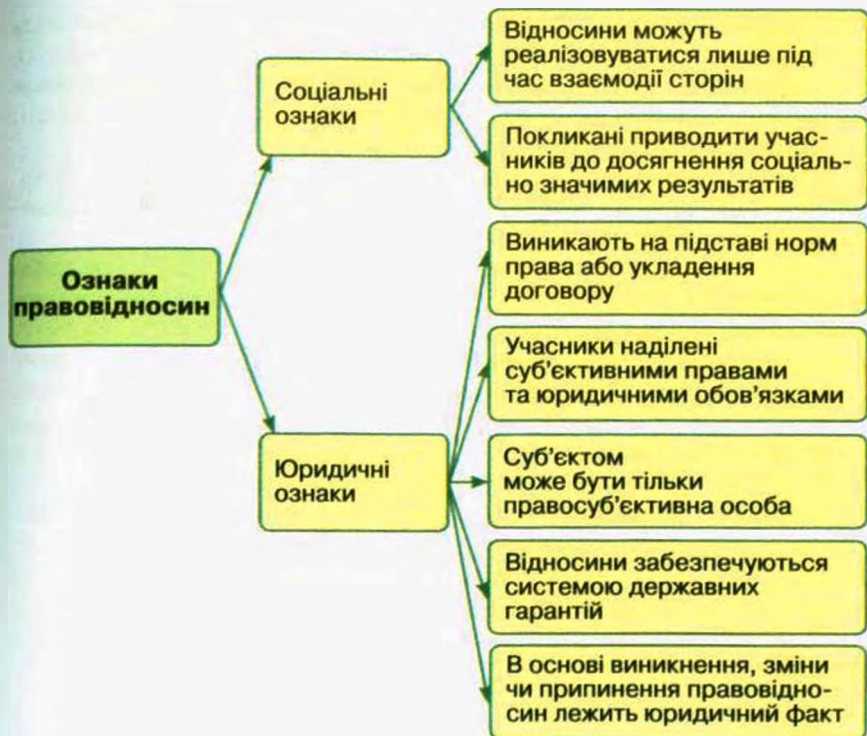 Ознаки
правовідносин
Соціальні
ознаки
Відносини можуть
реалізовуватися лише під
час взаємодії сторін
Покликані приводити учас-
ників до досягнення соціаль-
но значимих результатів
Юридичні
ознаки
Виникають на підставі норм
права або укладення
договору
Учасники наділені
суб’єктивними правами
та юридичними обов’язками
Суб’єктом
може бути тільки
правосуб’єктивна особа
Відносини забезпечуються
системою державних
гарантій
В основі виникнення, зміни
чи припинення правовідно-
син лежить юридичний факт